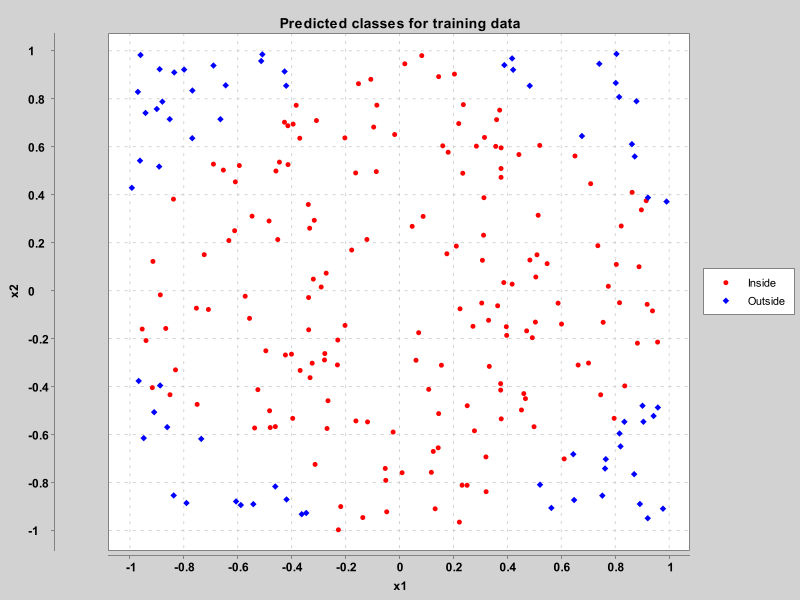 Predicted classes for training data
1
0.8
0.6
0.4
0.2
0
-0.2
-0.4
-0.6
-0.8
-1
x2
Inside
Outside
-1 -0.8 -0.6 -0.4 -0.2 0 0.2 0.4 0.6 0.8 1
x1